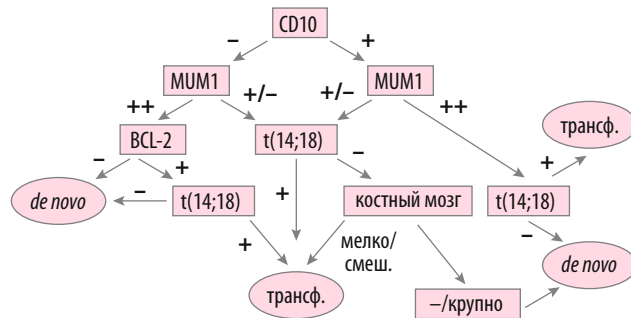 CD10
– +
MUM1 MUM1
++ +/– +/– ++
BCL-2 t(14;18) трансф.
– + – +
de novo – t(14;18) + костный мозг t(14;18)
+ мелко/ –
смеш. de novo
трансф. –/крупно